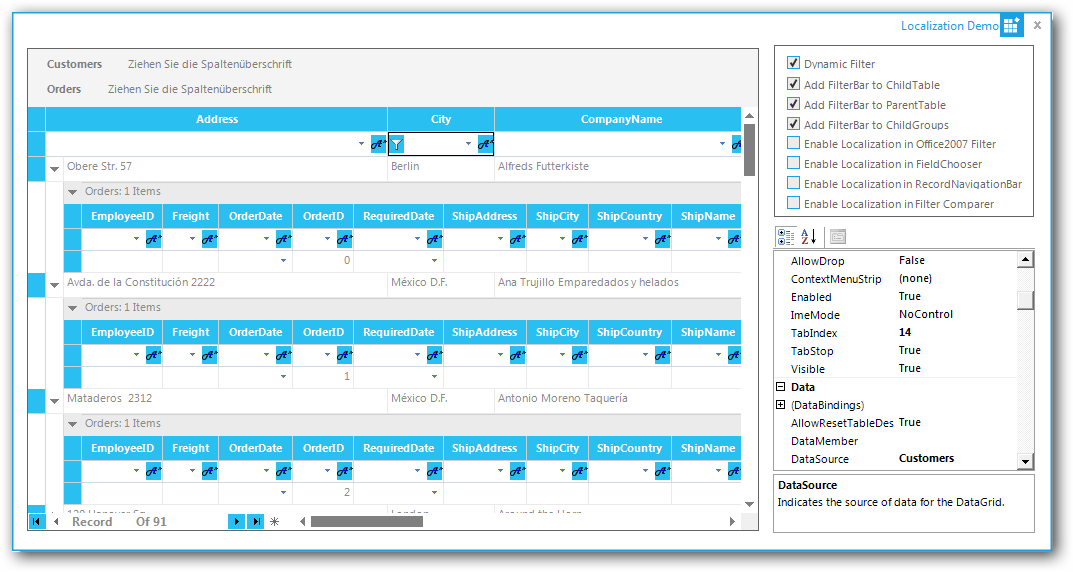 Localization Demo
Customers Ziehen Sie die Spaltenüberschrift
Orders Ziehen Sie die Spaltenüberschrift
Address City CompanyName
Obere Str. 57 Berlin Alfreds Futterkiste
Orders: 1 Items
EmployeeID Freight OrderDate OrderID RequiredDate ShipAddress ShipCity ShipCountry ShipName
0
Avda. de la Constitución 2222 México D.F. Ana Trujillo Emparedados y helados
Orders: 1 Items
EmployeeID Freight OrderDate OrderID RequiredDate ShipAddress ShipCity ShipCountry ShipName
1
Mataderos  2312 México D.F. Antonio Moreno Taquería
Orders: 1 Items
EmployeeID Freight OrderDate OrderID RequiredDate ShipAddress ShipCity ShipCountry ShipName
2
Record Of 91
Dynamic Filter
Add FilterBar to ChildTable
Add FilterBar to ParentTable
Add FilterBar to ChildGroups
Enable Localization in Office2007 Filter
Enable Localization in FieldChooser
Enable Localization in RecordNavigationBar
Enable Localization in Filter Comparer
AllowDrop False
ContextMenuStrip (none)
Enabled True
ImeMode NoControl
TabIndex 14
TabStop True
Visible True
Data
(DataBindings)
AllowResetTableDes True
DataMember
DataSource Customers
DataSource
Indicates the source of data for the DataGrid.